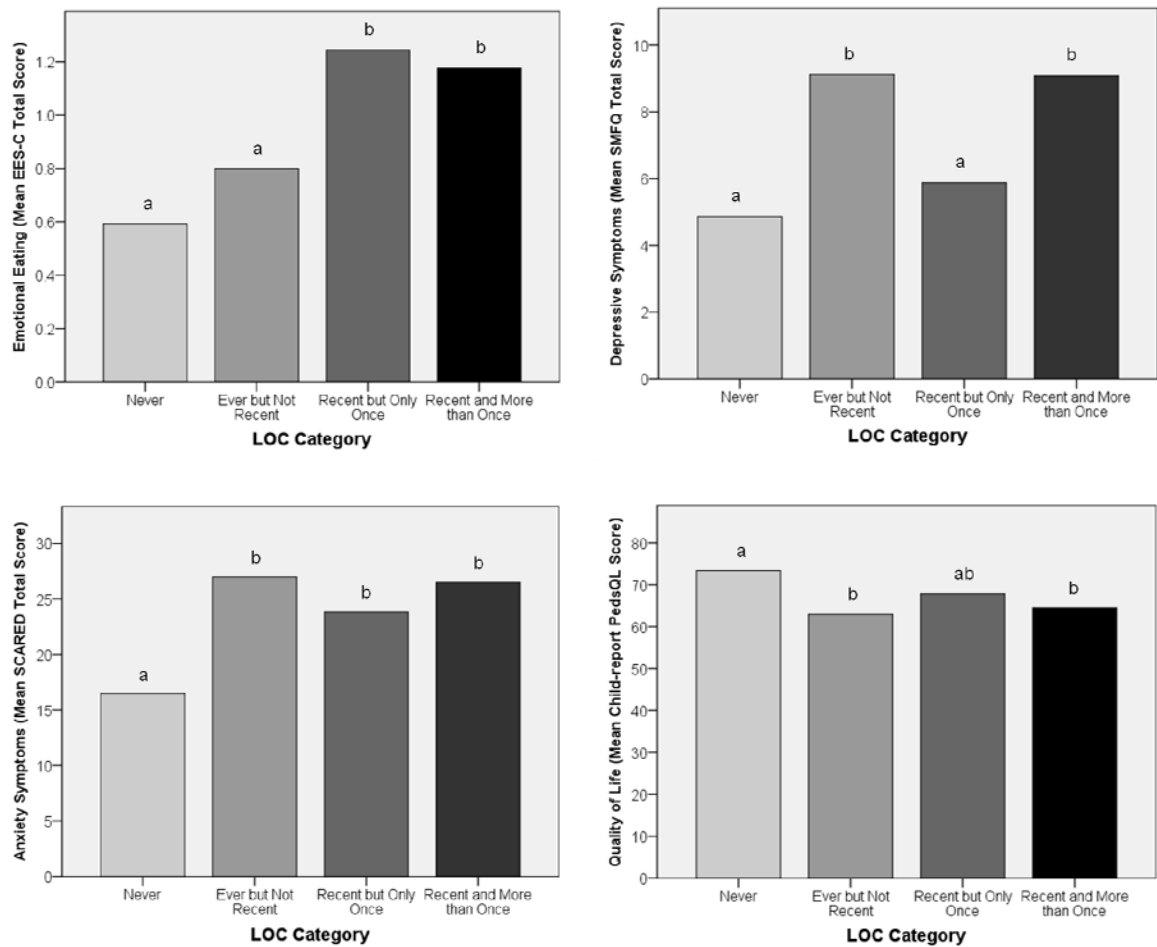 Emotional Eating (Mean EES-C Total Score)
1.2
1.0
0.8
0.6
0.4
0.2
0.0
a
a
b
b
Never
Ever but Not
Recent
Recent but Only
Once
Recent and More
than Once
LOC Category
Depressive Symptoms (Mean SMFQ Total Score)
10
8
6
4
2
0
a
b
a
b
Never
Ever but Not
Recent
Recent but Only
Once
Recent and More
than Once
LOC Category
Anxiety Symptoms (Mean SCARED Total Score)
30
25
20
15
10
5
0
a
b
b
b
Never
Ever but Not
Recent
Recent but Only
Once
Recent and More
than Once
LOC Category
Quality of Life (Mean Child-report PedsQL Score)
80
70
60
50
40
30
20
10
0
a
b
ab
b
Never
Ever but Not
Recent
Recent but Only
Once
Recent and More
than Once
LOC Category